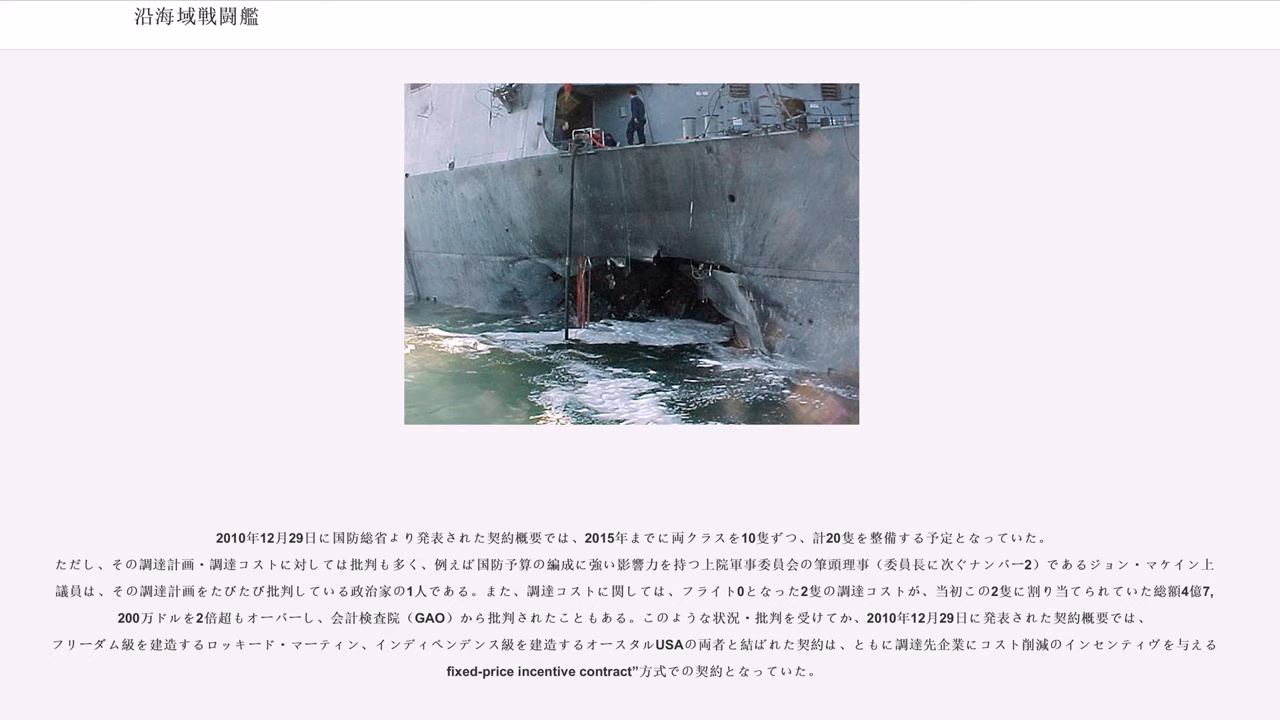 沿海域戦闘艦
2010年12月29日に国防総省より発表された契約概要では、2015年までに両クラスを10隻ずつ、計20隻を整備する予定となっていた。
ただし、その調達計画・調達コストに対しては批判も多く、例えば国防予算の編成に強い影響力を持つ上院軍事委員会の筆頭理事（委員長に次ぐナンバー2）であるジョン・マケイン上
議員は、その調達計画をたびたび批判している政治家の1人である。また、調達コストに関しては、フライト0となった2隻の調達コストが、当初この2隻に割り当てられていた総額4億7,
200万ドルを2倍超もオーバーし、会計検査院（GAO）から批判されたこともある。このような状況・批判を受けてか、2010年12月29日に発表された契約概要では、
フリーダム級を建造するロッキード・マーティン、インディペンデンス級を建造するオースタルUSAの両者と結ばれた契約は、ともに調達先企業にコスト削減のインセンティヴを与える
fixed-price incentive contract”方式での契約となっていた。